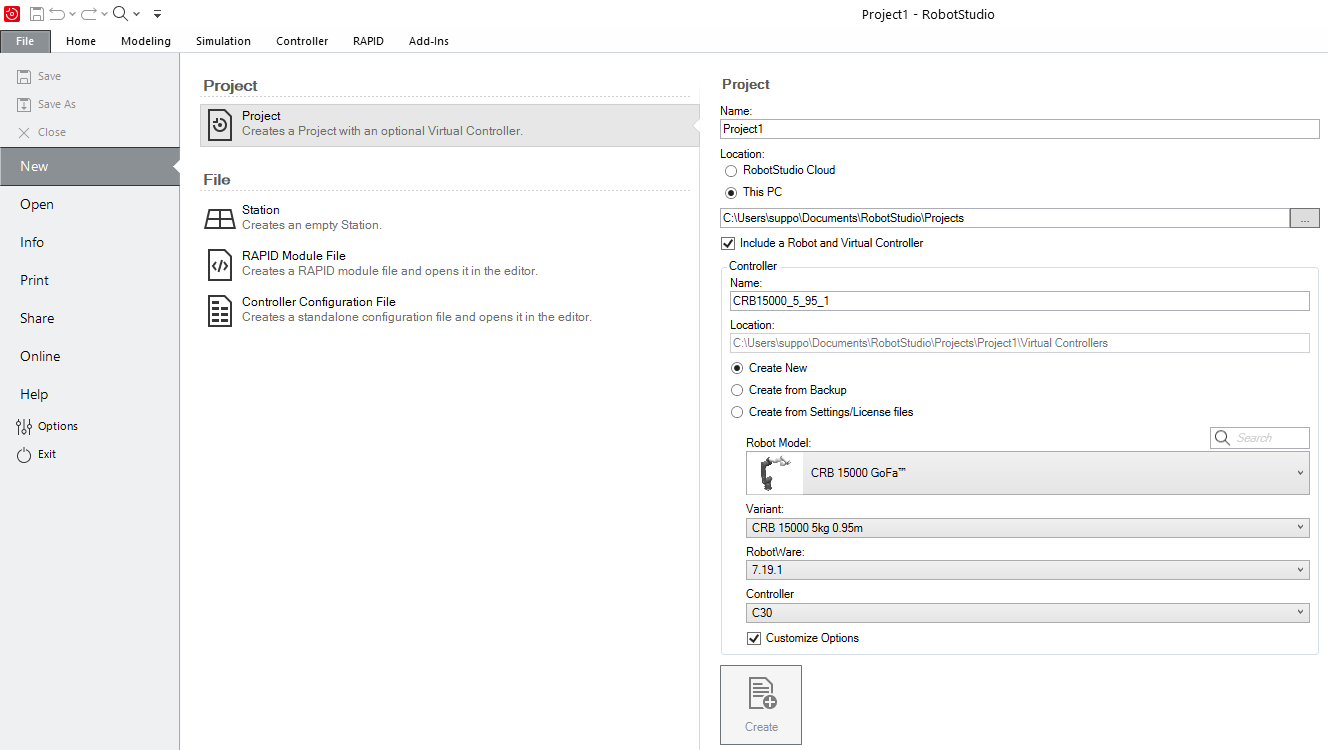 Project1 - RobotStudio
File Home Modeling Simulation Controller RAPID Add-Ins
Save
Save As
Close
New
Open
Info
Print
Share
Online
Help
Options
Exit
Project
Project
Creates a Project with an optional Virtual Controller.
File
Station
Creates an empty Station.
RAPID Module File
Creates a RAPID module file and opens it in the editor.
Controller Configuration File
Creates a standalone configuration file and opens it in the editor.
Project
Name:
Project1
Location:
RobotStudio Cloud
This PC
C:\Users\suppo\Documents\RobotStudio\Projects ...
Include a Robot and Virtual Controller
Controller
Name:
CRB15000_5_95_1
Location:
C:\Users\suppo\Documents\RobotStudio\Projects\Project1\Virtual Controllers
Create New
Create from Backup
Create from Settings/License files
Search
Robot Model:
CRB 15000 GoFa™
Variant:
CRB 15000 5kg 0.95m
RobotWare:
7.19.1
Controller
C30
Customize Options
Create